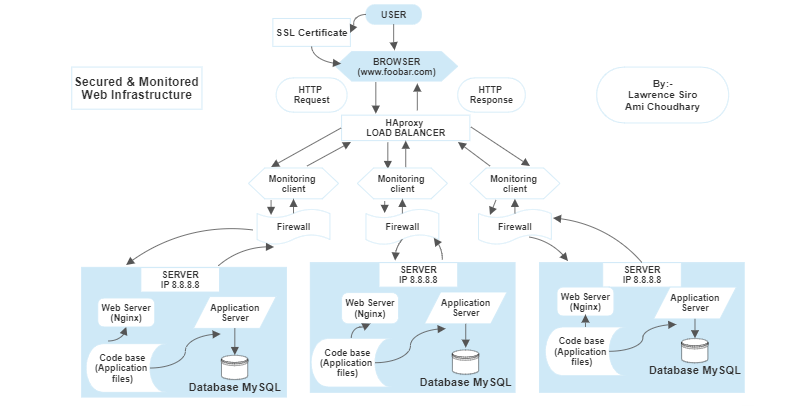 USER
SSL Certificate
BROWSER
(www.foobar.com)
Secured & Monitored
Web Infrastructure
HTTP
Request
HTTP
Response
By:-
Lawrence Siro
Ami Choudhary
HAproxy
LOAD BALANCER
Monitoring
client
Monitoring
client
Monitoring
client
Firewall
Firewall
Firewall
SERVER
IP 8.8.8.8
Web Server
(Nginx)
Application
Server
Code base
(Application
files)
Database MySQL
SERVER
IP 8.8.8.8
Web Server
(Nginx)
Application
Server
Code base
(Application
files)
Database MySQL
SERVER
IP 8.8.8.8
Web Server
(Nginx)
Application
Server
Code base
(Application
files)
Database MySQL